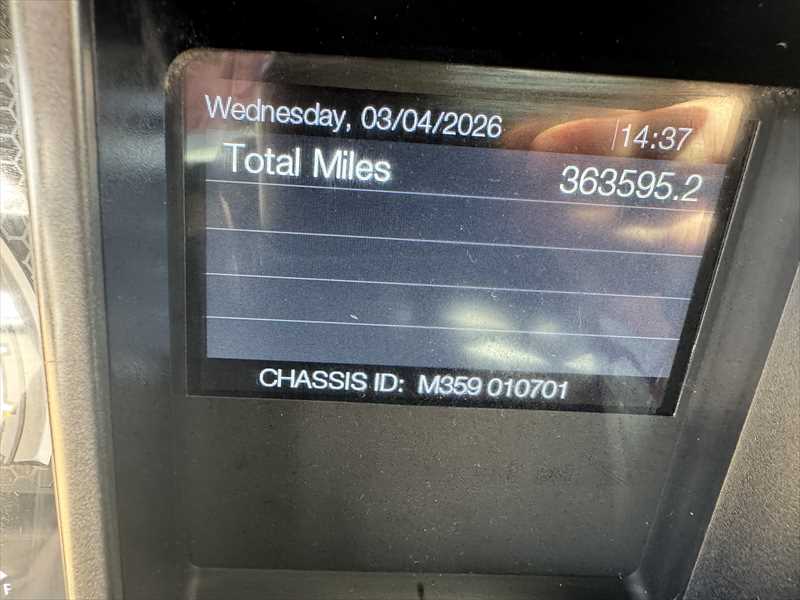 Wednesday, 03/04/2026 14:37
Total Miles 363595.2
CHASSIS ID: M359 010701
F